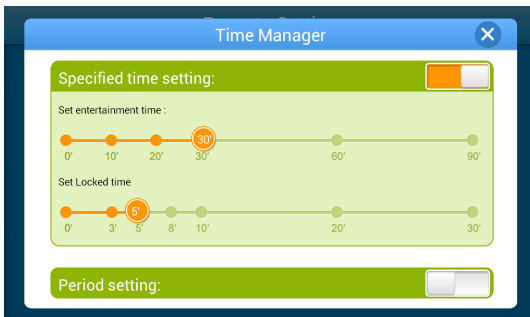 Time Manager
Specified time setting:
Set entertainment time :
30'
0' 10' 20' 30' 60' 90'
Set Locked time
5'
0' 3' 5' 8' 10' 20' 30'
Period setting: